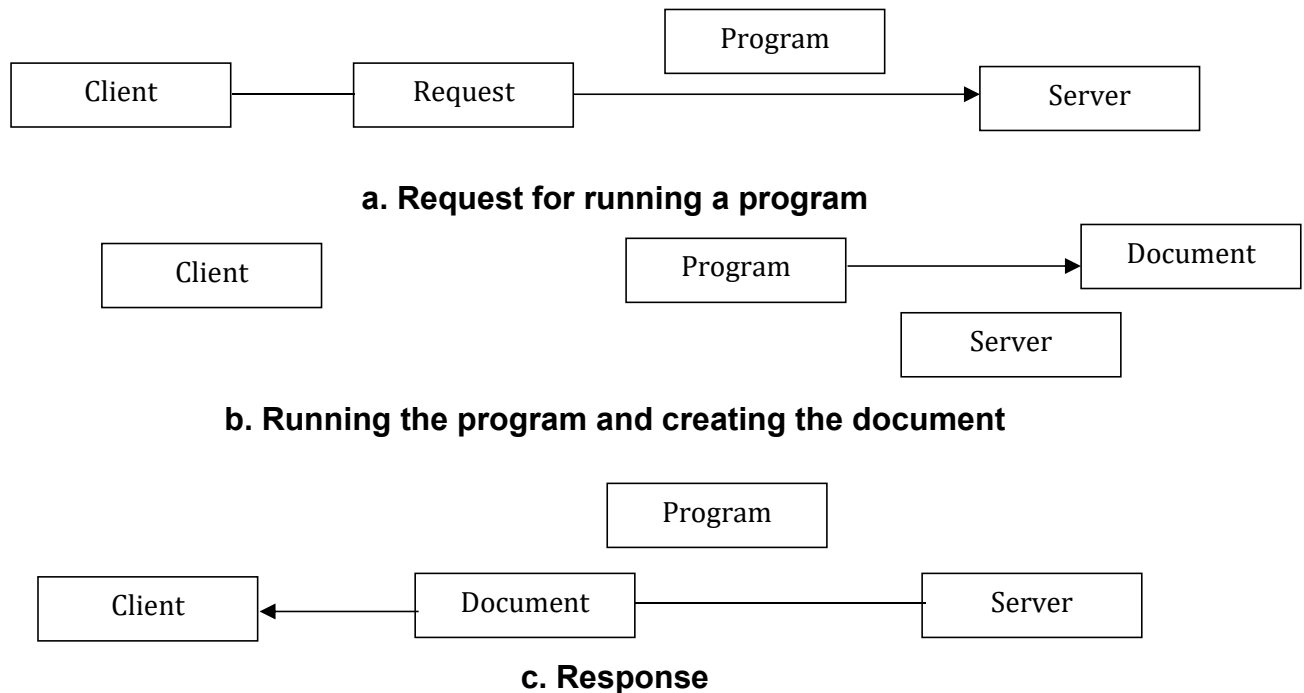 Program
Client
Request
Server
a. Request for running a program
Client
Program
Document
Server
b. Running the program and creating the document
Program
Client
Document
Server
c. Response